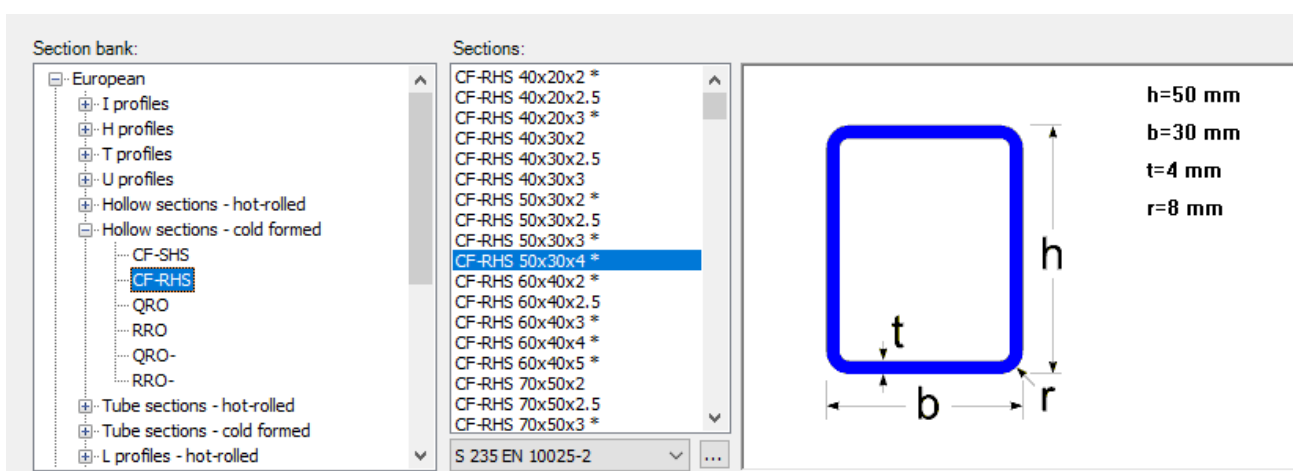 Section bank:
European
I profiles
H profiles
T profiles
U profiles
Hollow sections - hot-rolled
Hollow sections - cold formed
CF-SHS
CF-RHS
QRO
RRO
QRO-
RRO-
Tube sections - hot-rolled
Tube sections - cold formed
L profiles - hot-rolled
Sections:
CF-RHS 40x20x2 *
CF-RHS 40x20x2.5
CF-RHS 40x20x3 *
CF-RHS 40x30x2
CF-RHS 40x30x2.5
CF-RHS 40x30x3
CF-RHS 50x30x2 *
CF-RHS 50x30x2.5
CF-RHS 50x30x3 *
CF-RHS 50x30x4 *
CF-RHS 60x40x2 *
CF-RHS 60x40x2.5
CF-RHS 60x40x3 *
CF-RHS 60x40x4 *
CF-RHS 60x40x5 *
CF-RHS 70x50x2
CF-RHS 70x50x2.5
CF-RHS 70x50x3 *
S 235 EN 10025-2
...
h
t
b
r
h=50 mm
b=30 mm
t=4 mm
r=8 mm